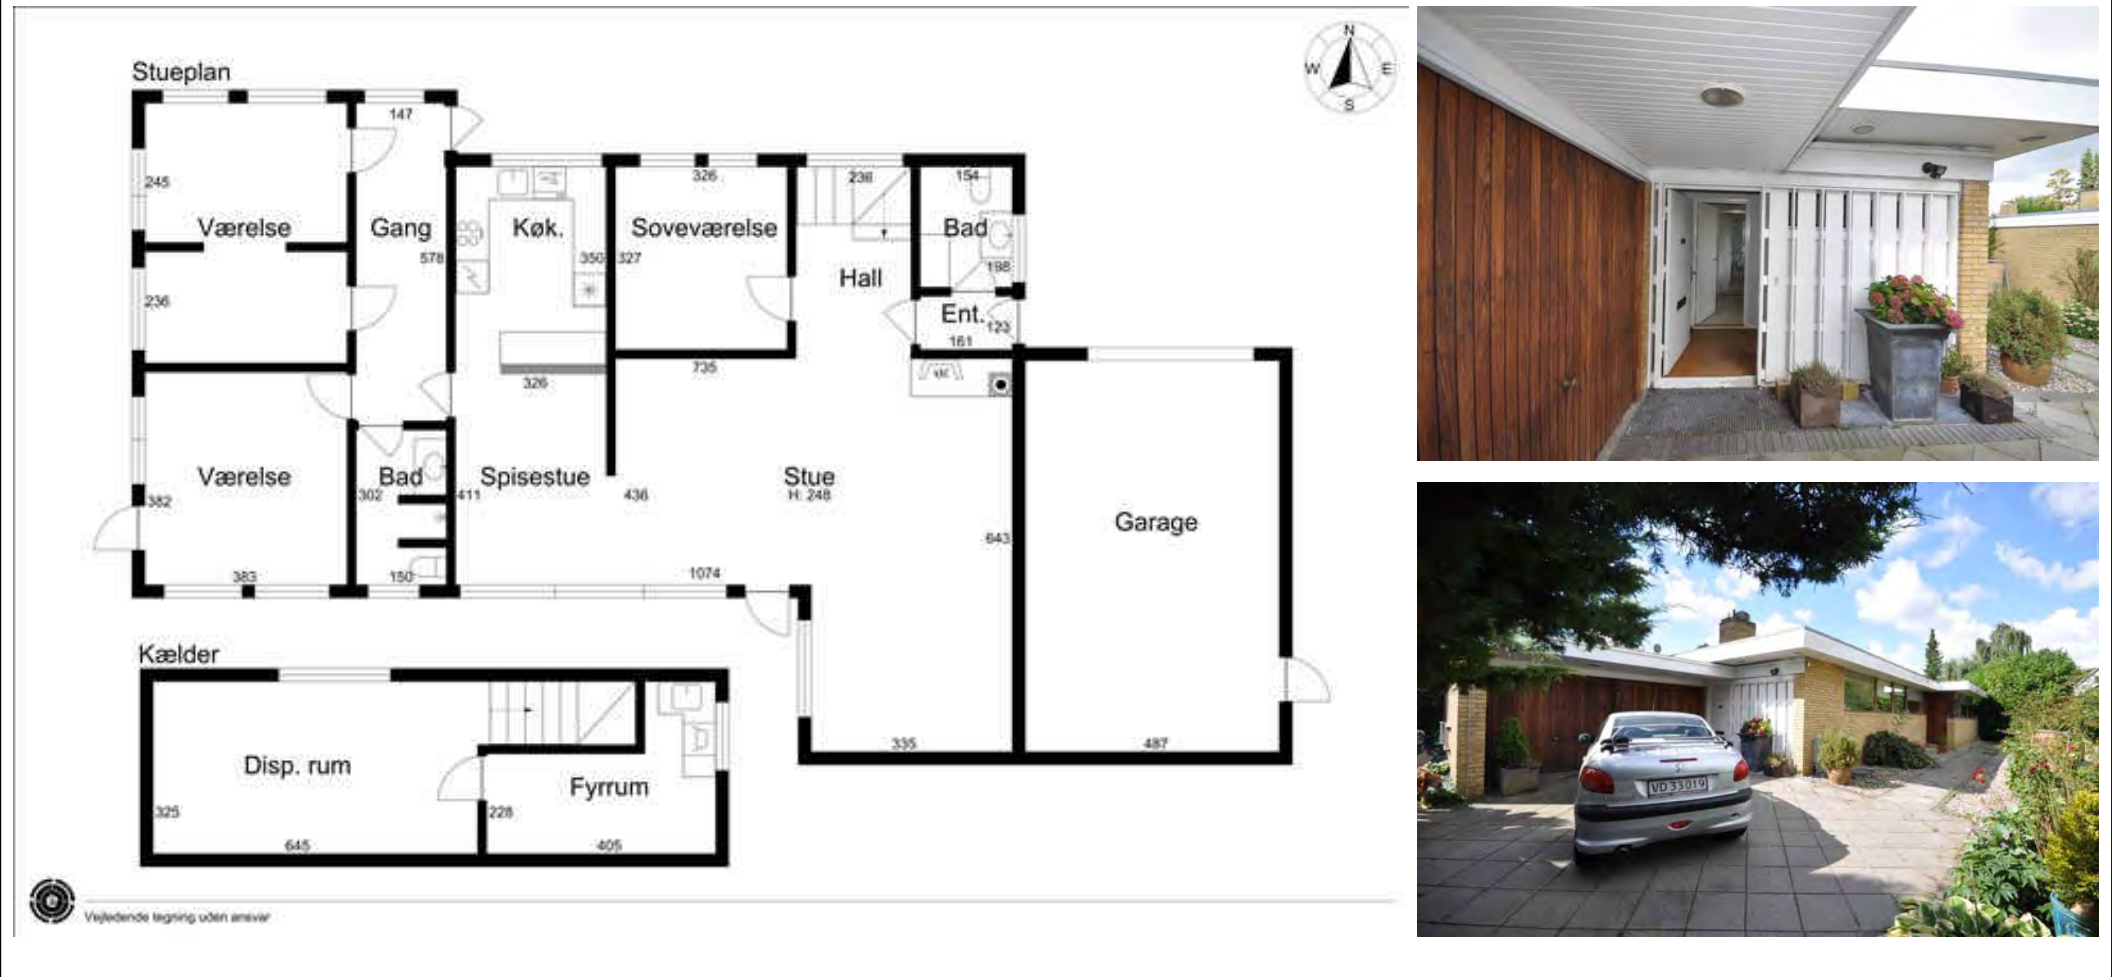 Stueplan
N
W
E
S
147
245
Værelse
Gang
578
236
Køk.
350
326
326
327
Soveværelse
236
Hall
154
Bad
198
Ent.
123
161
735
Værelse
382
383
Bad
302
150
411
Spisestue
436
Stue
H: 248
643
1074
335
Garage
487
Kælder
Disp. rum
325
645
228
Fyrrum
405
Vejledende tegning uden ansvar
VD 33 019